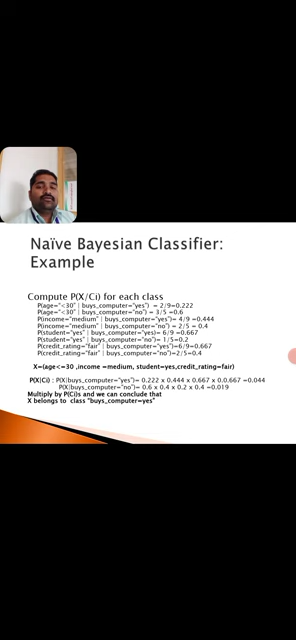 Naïve Bayesian Classifier:
Example
Compute P(X/Ci) for each class
P(age="<30" | buys_computer="yes") = 2/9=0.222
P(age="<30" | buys_computer="no") = 3/5 =0.6
P(income="medium" | buys_computer="yes")= 4/9 =0.444
P(income="medium" | buys_computer="no") = 2/5 = 0.4
P(student="yes" | buys_computer="yes")= 6/9 =0.667
P(student="yes" | buys_computer="no")= 1/5=0.2
P(credit_rating="fair" | buys_computer="yes")=6/9=0.667
P(credit_rating="fair" | buys_computer="no")=2/5=0.4
X=(age<=30 ,income =medium, student=yes,credit_rating=fair)
P(X|Ci) : P(X|buys_computer="yes")= 0.222 x 0.444 x 0.667 x 0.0.667 =0.044
P(X|buys_computer="no")= 0.6 x 0.4 x 0.2 x 0.4 =0.019
Multiply by P(Ci)s and we can conclude that
X belongs to class "buys_computer=yes"